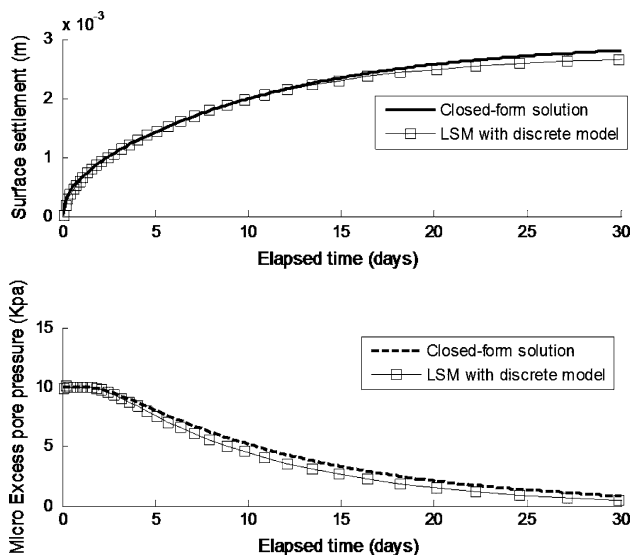 x 10⁻³
Surface settlement (m)
3
2
1
0
Closed-form solution
LSM with discrete model
0 5 10 15 20 25 30
Elapsed time (days)
Micro Excess pore pressure (Kpa)
15
10
5
0
Closed-form solution
LSM with discrete model
0 5 10 15 20 25 30
Elapsed time (days)